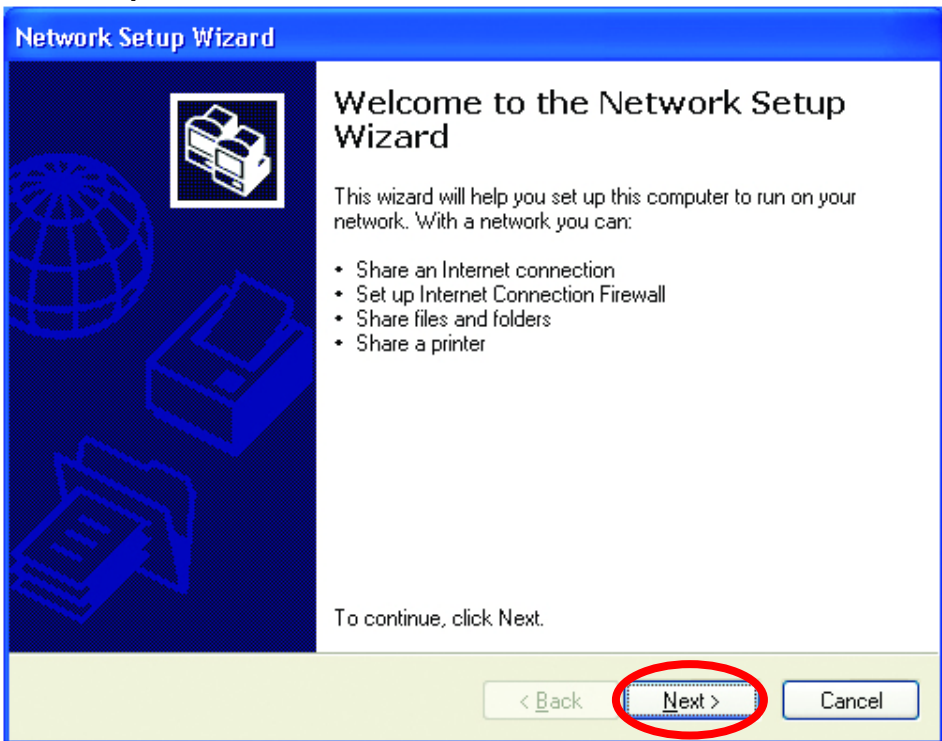 Network Setup Wizard
Welcome to the Network Setup
Wizard
This wizard will help you set up this computer to run on your
network. With a network you can:
• Share an Internet connection
• Set up Internet Connection Firewall
• Share files and folders
• Share a printer
To continue, click Next.
< Back Next > Cancel